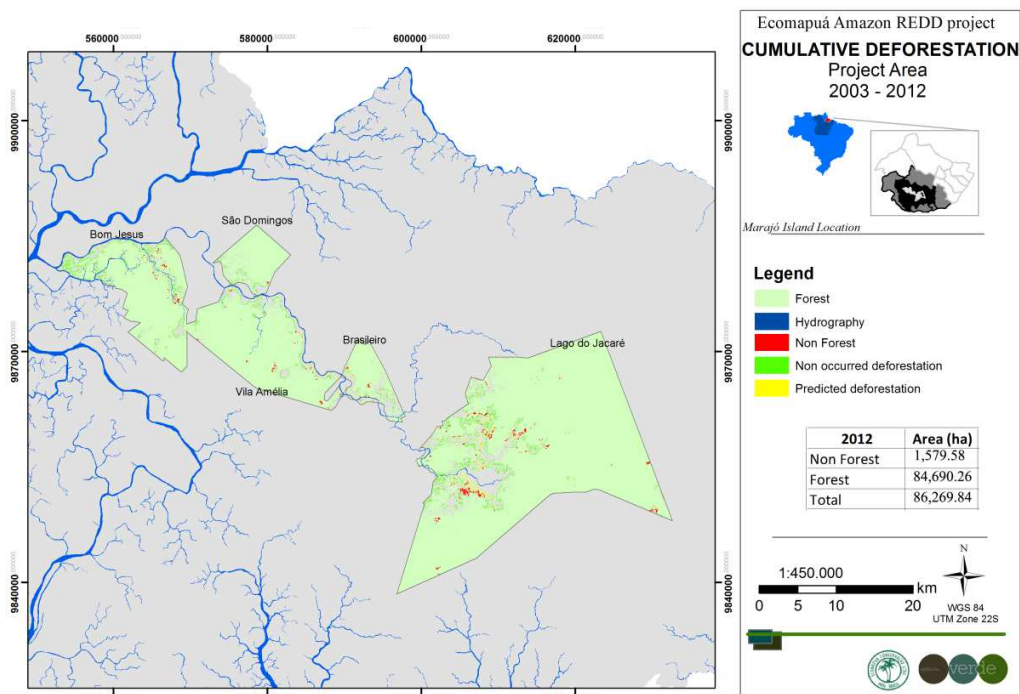 560000
580000
600000
620000
9900000
9870000
9840000
9900000
9870000
9840000
São Domingos
Bom Jesus
Brasileiro
Lago do Jacaré
Vila Amélia
Ecomapuá Amazon REDD project
CUMULATIVE DEFORESTATION
Project Area
2003 - 2012
Marajó Island Location
Legend
Forest
Hydrography
Non Forest
Non occurred deforestation
Predicted deforestation
2012 Area (ha)
Non Forest 1,579.58
Forest 84,690.26
Total 86,269.84
N
1:450.000
km
0 5 10 20
WGS 84
UTM Zone 22S
verde